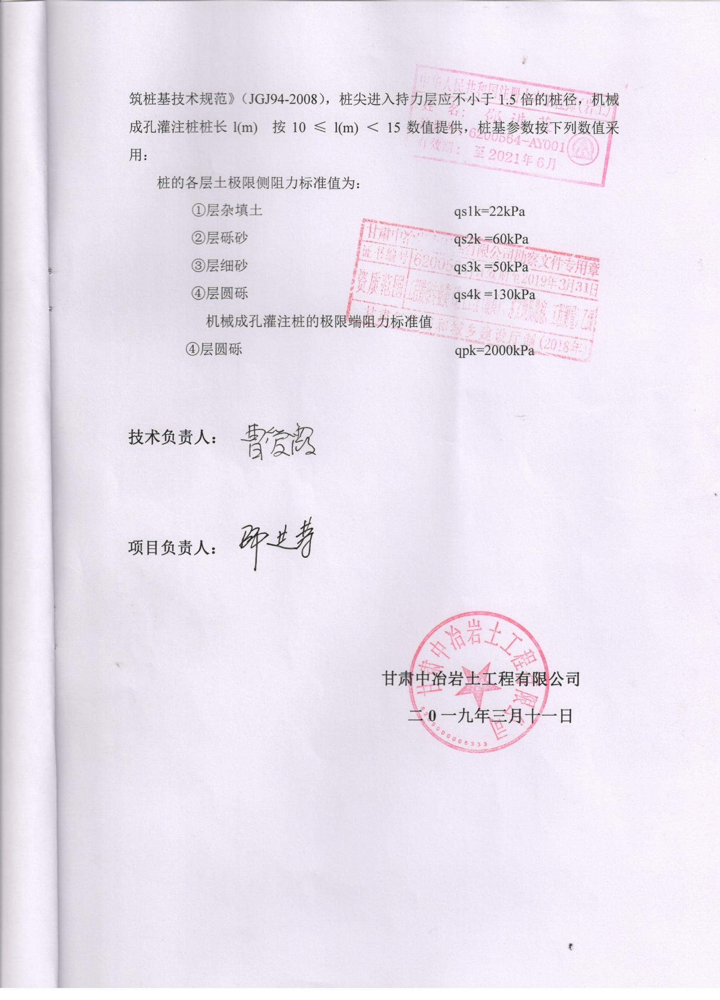 中华人民共和国注册土木工程师(岩土)
姓 名: 邵进芳
6200564-AY001
有效期: 至2021年6月
筑桩基技术规范》（JGJ94-2008），桩尖进入持力层应不小于 1.5 倍的桩径，机械
成孔灌注桩桩长 l(m) 按 10 ≤ l(m) < 15 数值提供，桩基参数按下列数值采
用：
桩的各层土极限侧阻力标准值为：
①层杂填土 qs1k=22kPa
②层砾砂 qs2k =60kPa
③层细砂 qs3k =50kPa
④层圆砾 qs4k =130kPa
机械成孔灌注桩的极限端阻力标准值
④层圆砾 qpk=2000kPa
甘肃中冶 有限公司勘察文件专用章
证书编号 有效期至2019年3月31日
资质范围
甘肃 和城乡建设厅制(2018年)
技术负责人： 曹爱霞
项目负责人： 邵进芳
甘肃中冶岩土工程有限公司
甘肃中冶岩土工程有限公司
二 0 一九年三月十一日